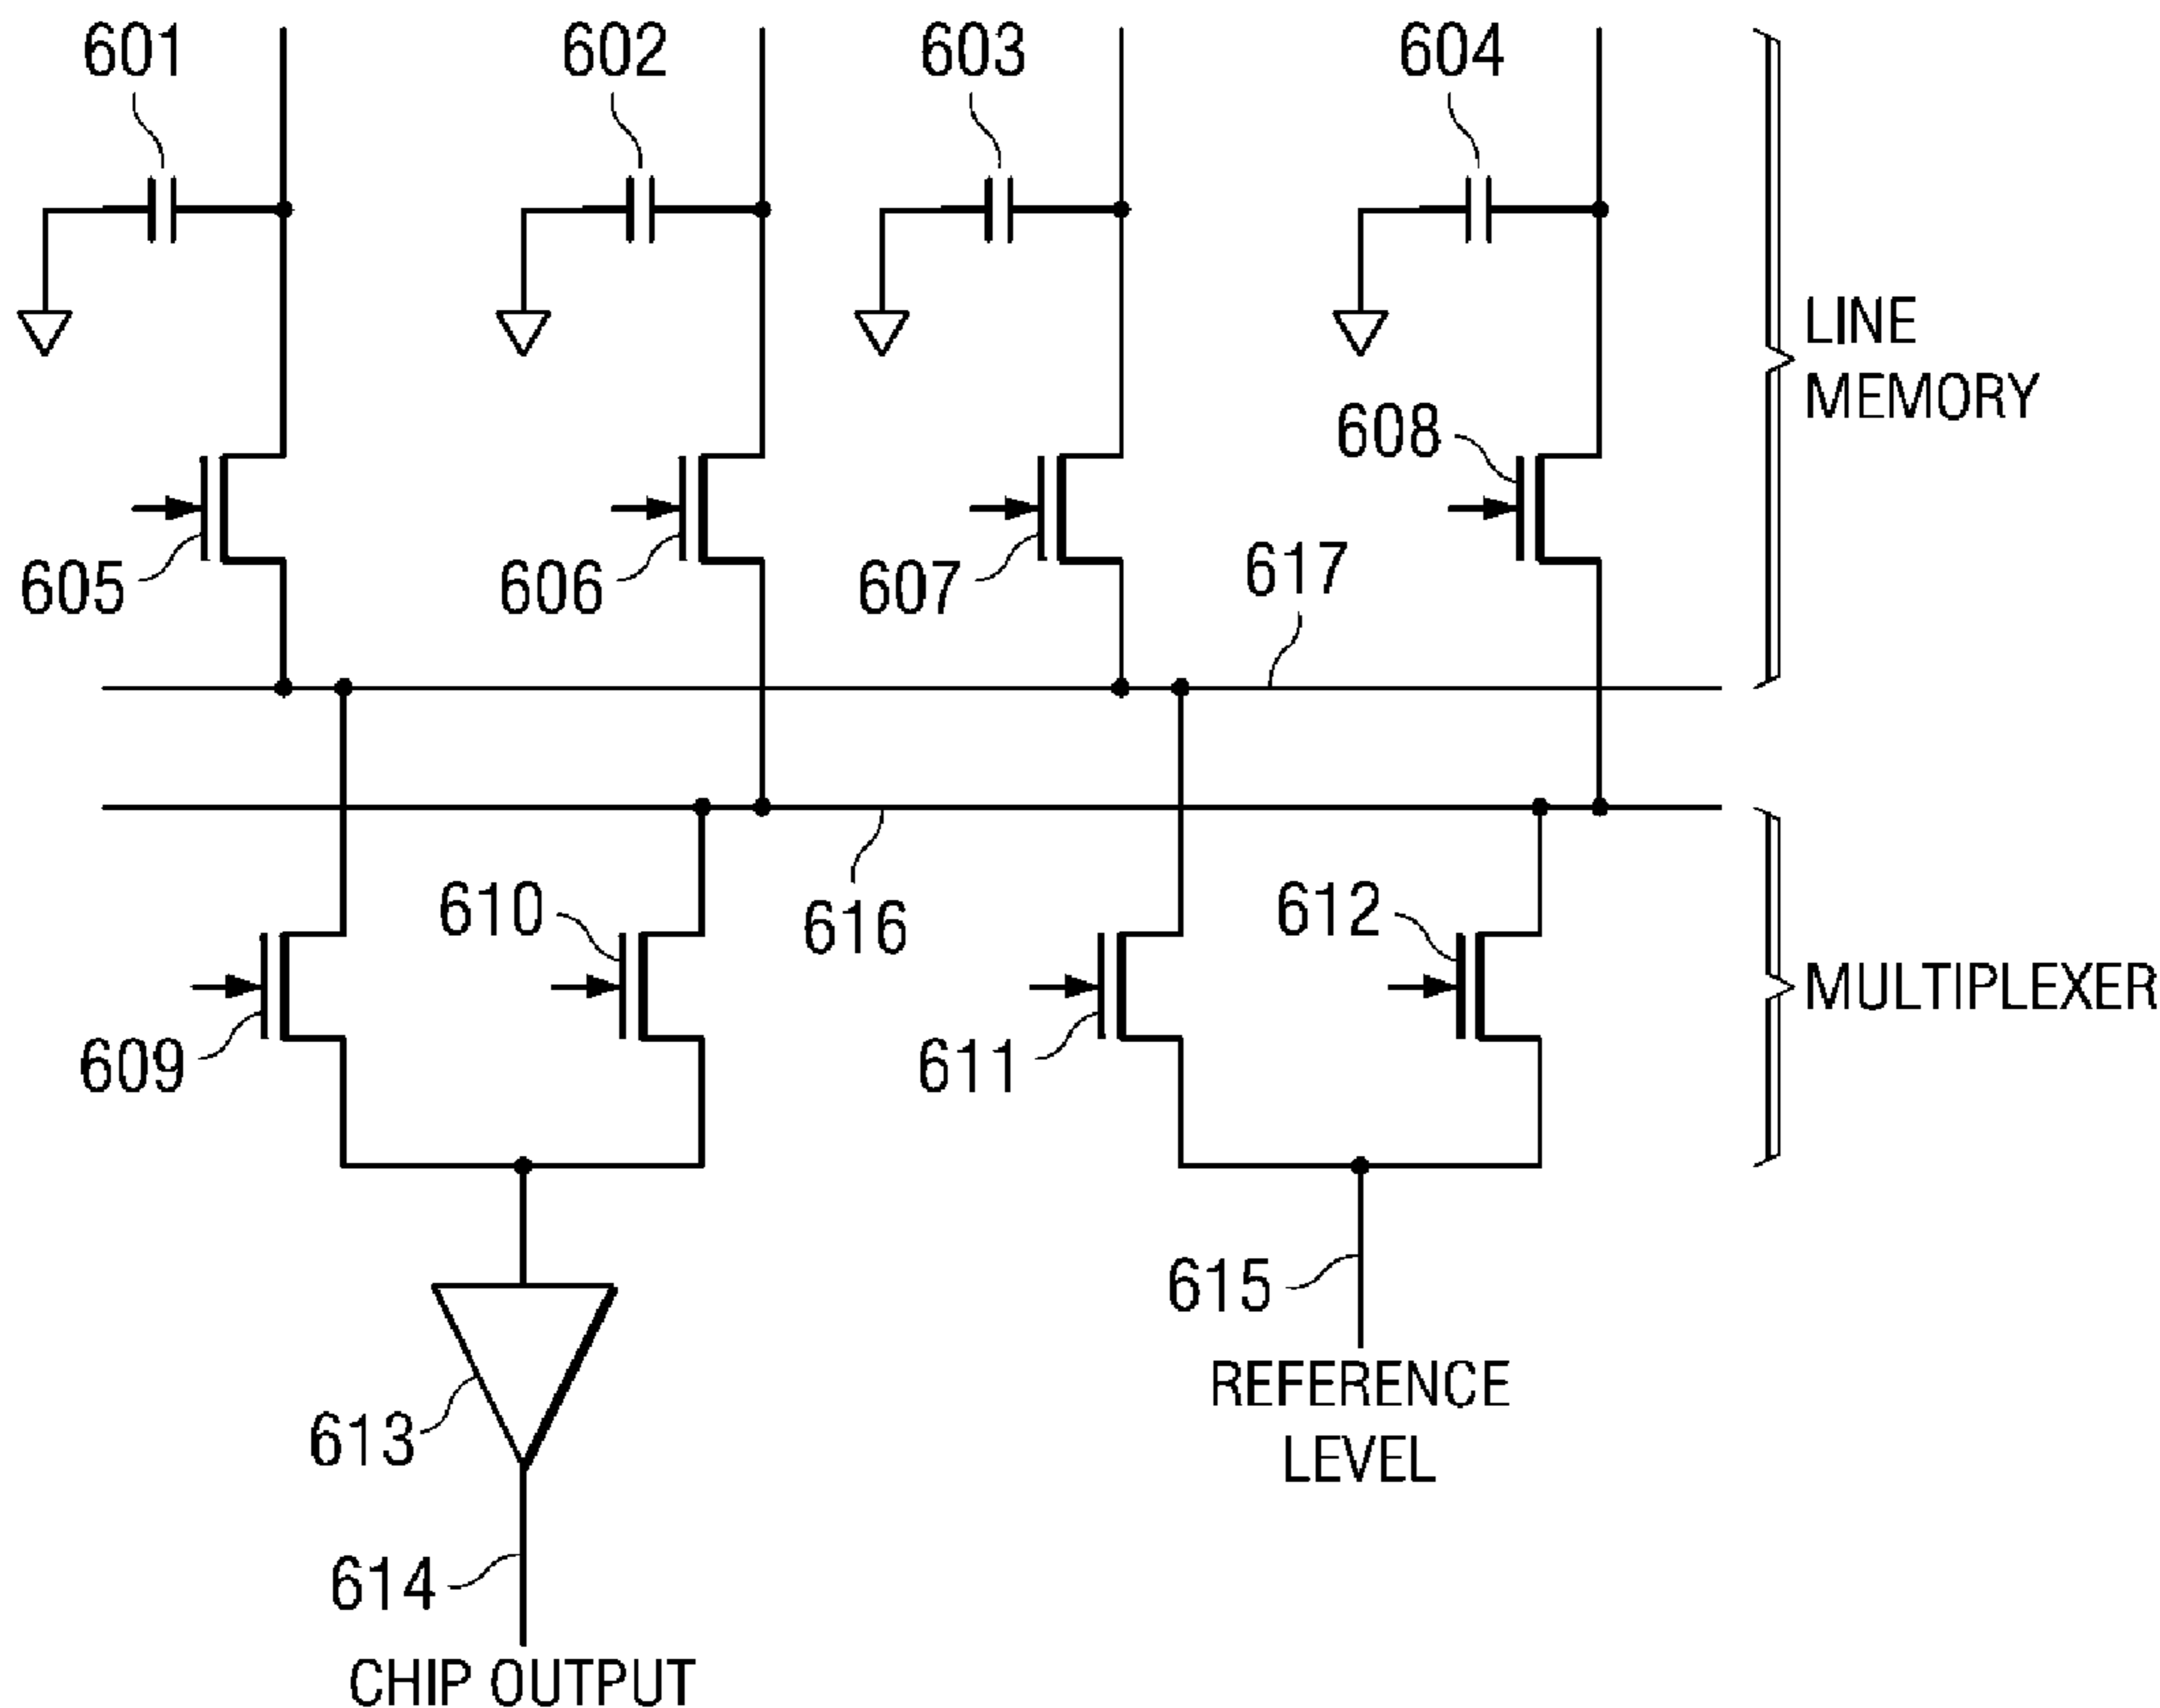 601
602
603
604
LINE
MEMORY
608
605
606
607
617
610
616
612
MULTIPLEXER
609
611
615
REFERENCE
LEVEL
613
614
CHIP OUTPUT